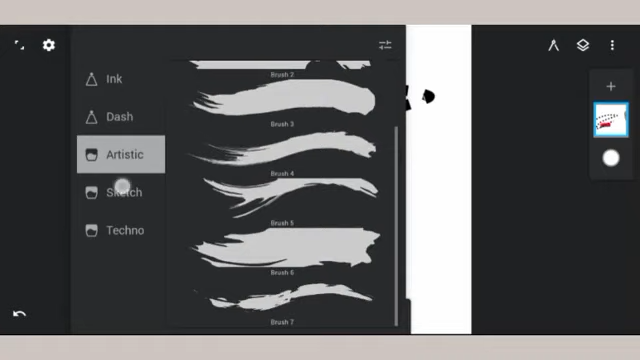 Ink
Dash
Artistic
Sketch
Techno
Brush 2
Brush 3
Brush 4
Brush 5
Brush 6
Brush 7